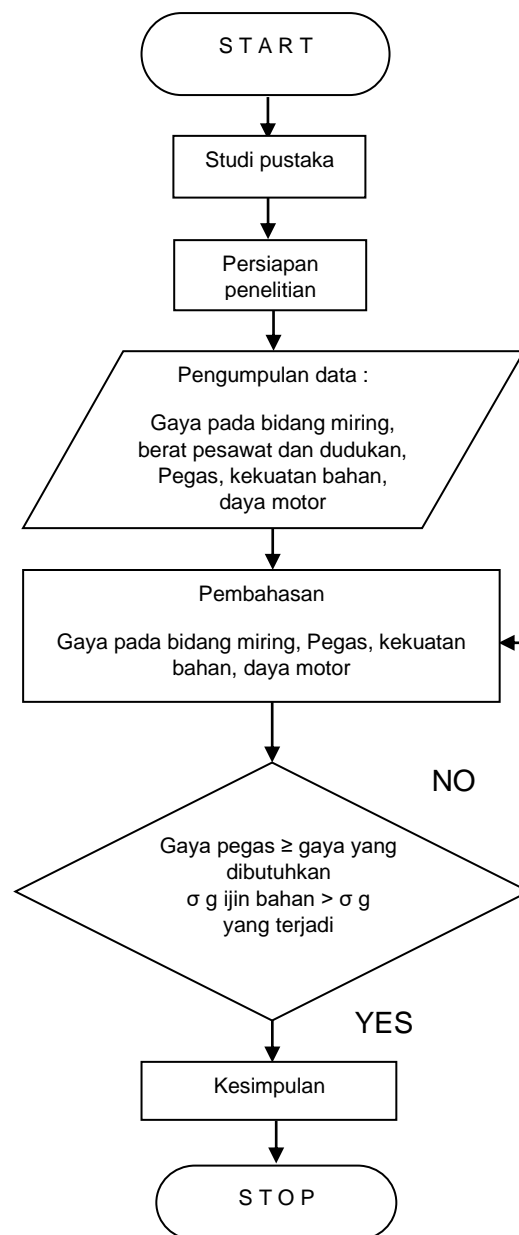 S T A R T
Studi pustaka
Persiapan
penelitian
Pengumpulan data :
Gaya pada bidang miring,
berat pesawat dan dudukan,
Pegas, kekuatan bahan,
daya motor
Pembahasan
Gaya pada bidang miring, Pegas, kekuatan
bahan, daya motor
NO
Gaya pegas ≥ gaya yang
dibutuhkan
σ g ijin bahan > σ g
yang terjadi
YES
Kesimpulan
S T O P